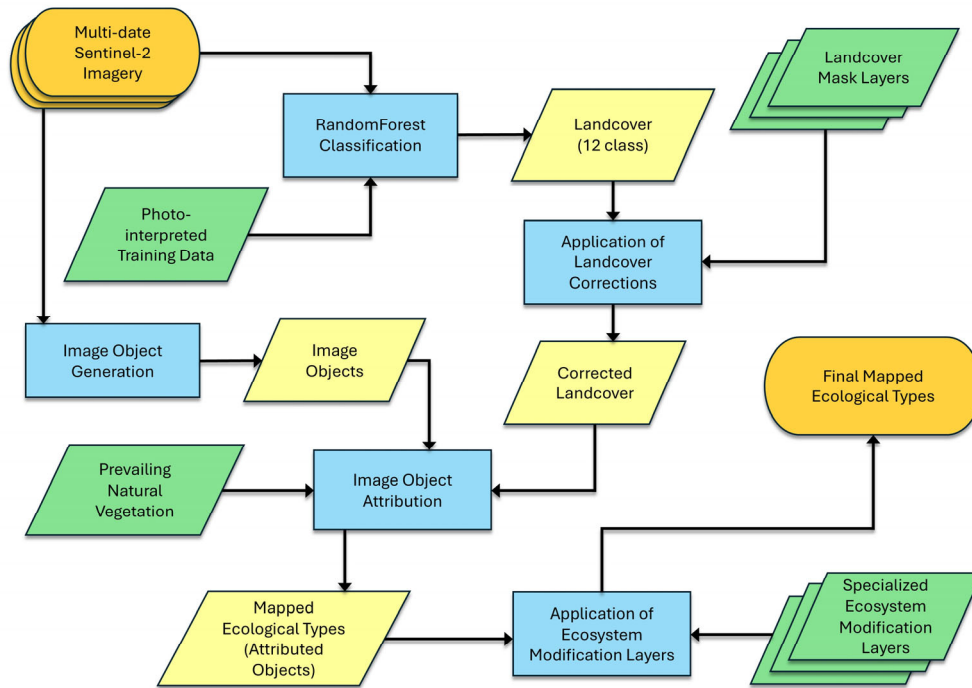 Multi-date
Sentinel-2
Imagery
RandomForest
Classification
Landcover
(12 class)
Landcover
Mask Layers
Photo-
interpreted
Training Data
Application of
Landcover
Corrections
Image Object
Generation
Image
Objects
Corrected
Landcover
Final Mapped
Ecological Types
Prevailing
Natural
Vegetation
Image Object
Attribution
Mapped
Ecological Types
(Attributed
Objects)
Application of
Ecosystem
Modification Layers
Specialized
Ecosystem
Modification
Layers